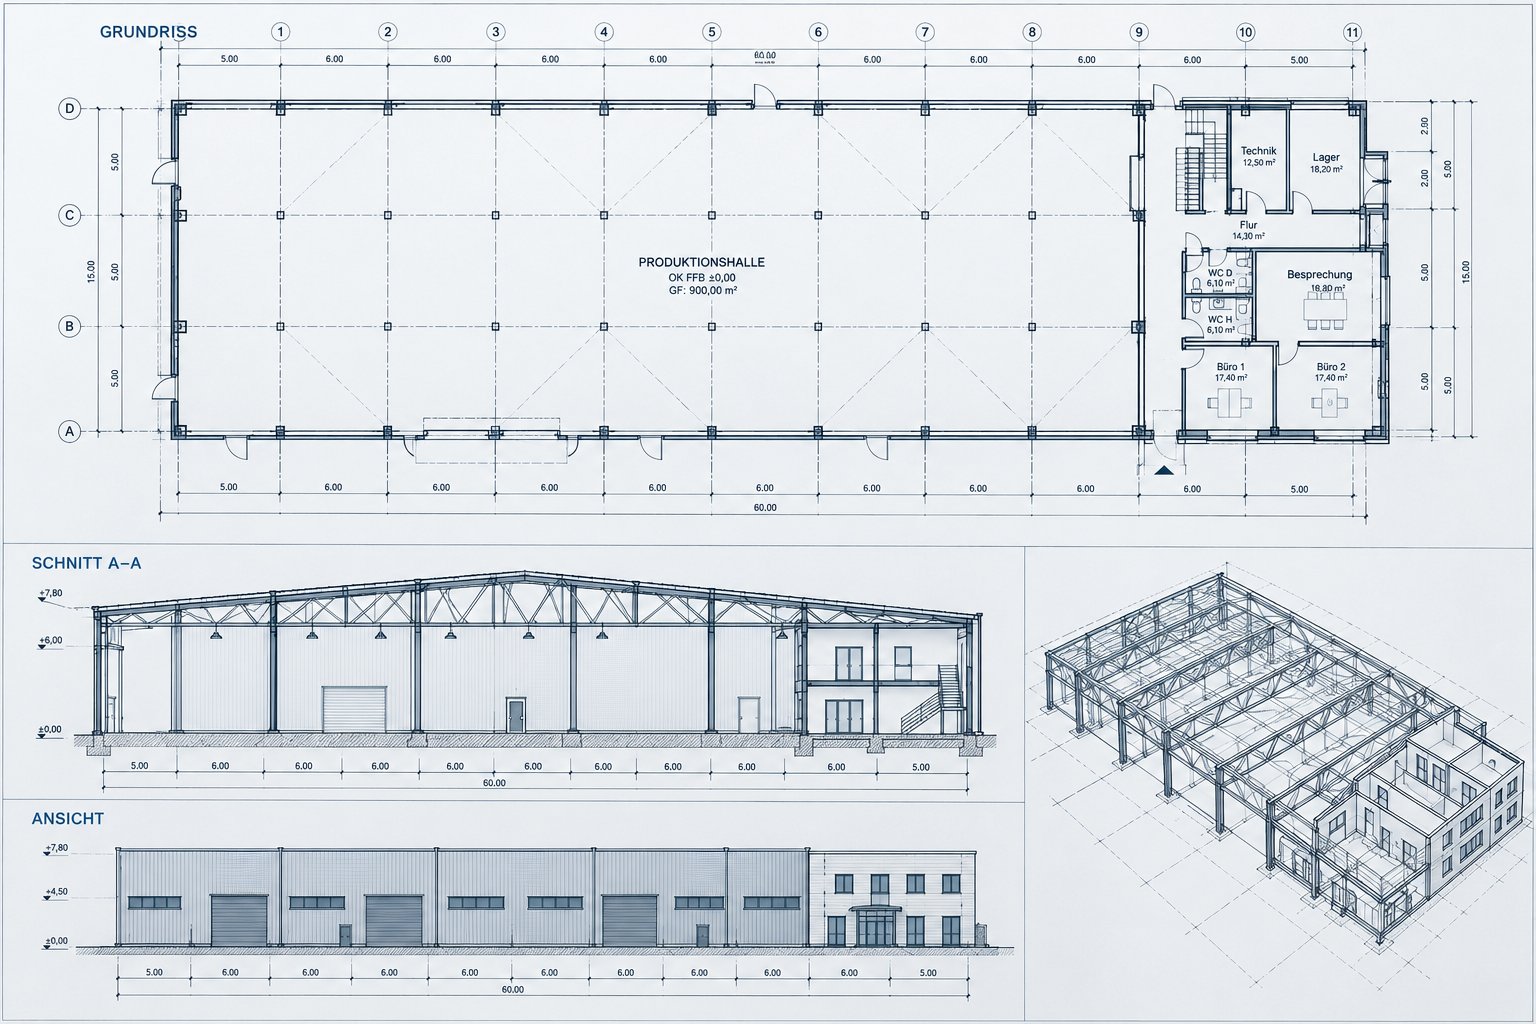 GRUNDRISS
1 2 3 4 5 6 7 8 9 10 11
60.00
5.00 6.00 6.00 6.00 6.00 6.00 6.00 6.00 6.00 6.00 5.00
D
C
B
A
5.00
5.00
5.00
15.00
PRODUKTIONSHALLE
OK FFB ±0,00
GF: 900,00 m²
Technik
12,50 m²
Lager
18,20 m²
Flur
14,30 m²
WC D
6,10 m²
WC H
6,10 m²
Besprechung
Büro 1
17,40 m²
Büro 2
17,40 m²
2.00
5.00
5.00
5.00
5.00
15.00
5.00 6.00 6.00 6.00 6.00 6.00 6.00 6.00 6.00 6.00 5.00
60.00
SCHNITT A–A
+7,80
+6,00
±0,00
5.00 6.00 6.00 6.00 6.00 6.00 6.00 6.00 6.00 5.00
60.00
ANSICHT
+7,80
+4,50
±0,00
5.00 6.00 6.00 6.00 6.00 6.00 6.00 6.00 6.00 6.00 5.00
60.00